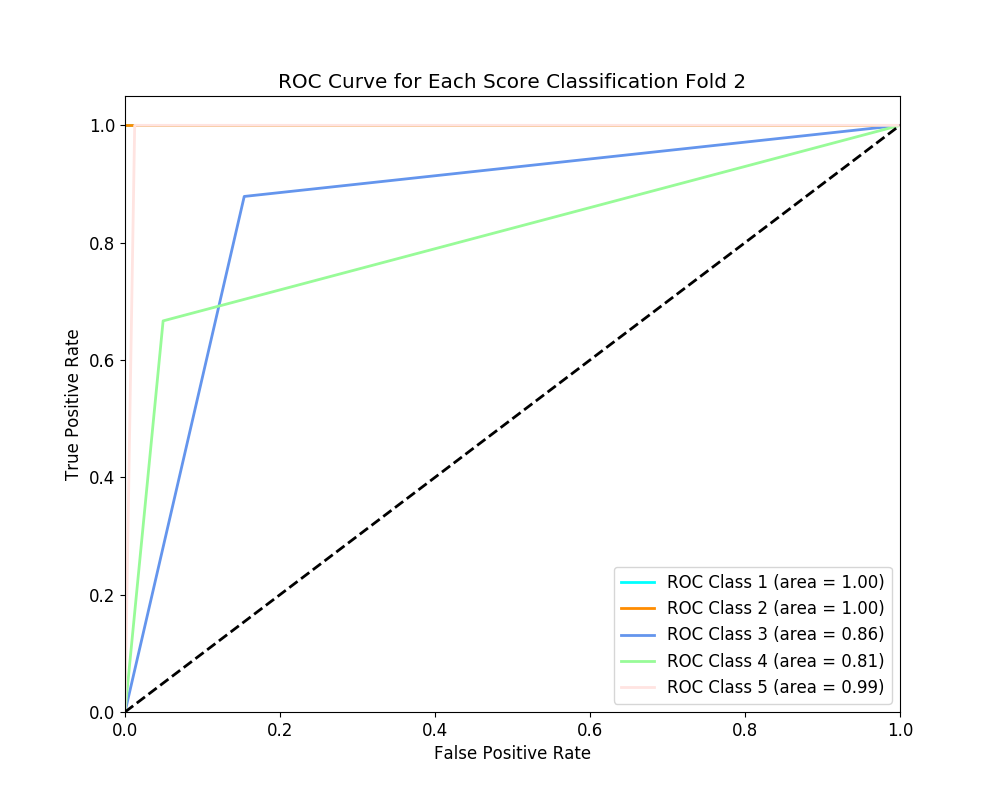 ROC Curve for Each Score Classification Fold 2
True Positive Rate
1.0
0.8
0.6
0.4
0.2
0.0
0.0 0.2 0.4 0.6 0.8 1.0
False Positive Rate
ROC Class 1 (area = 1.00)
ROC Class 2 (area = 1.00)
ROC Class 3 (area = 0.86)
ROC Class 4 (area = 0.81)
ROC Class 5 (area = 0.99)